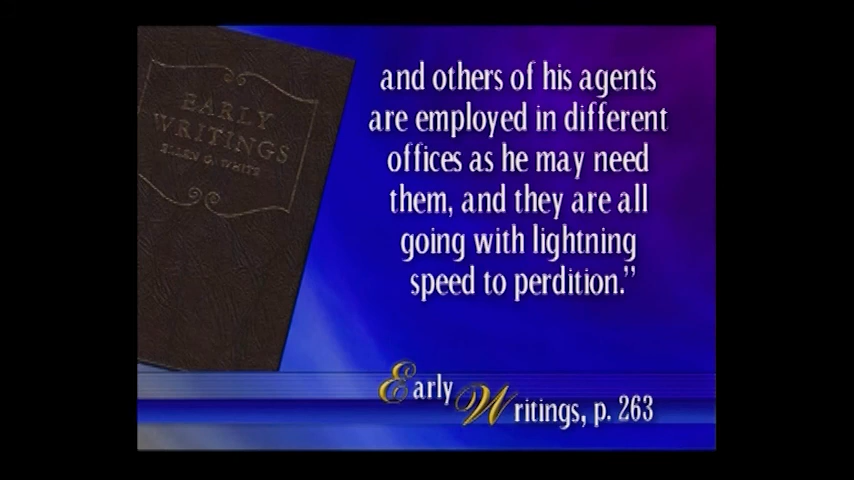 EARLY
WRITINGS
ELLEN G. WHITE
and others of his agents
are employed in different
offices as he may need
them, and they are all
going with lightning
speed to perdition.”
Early Writings, p. 263